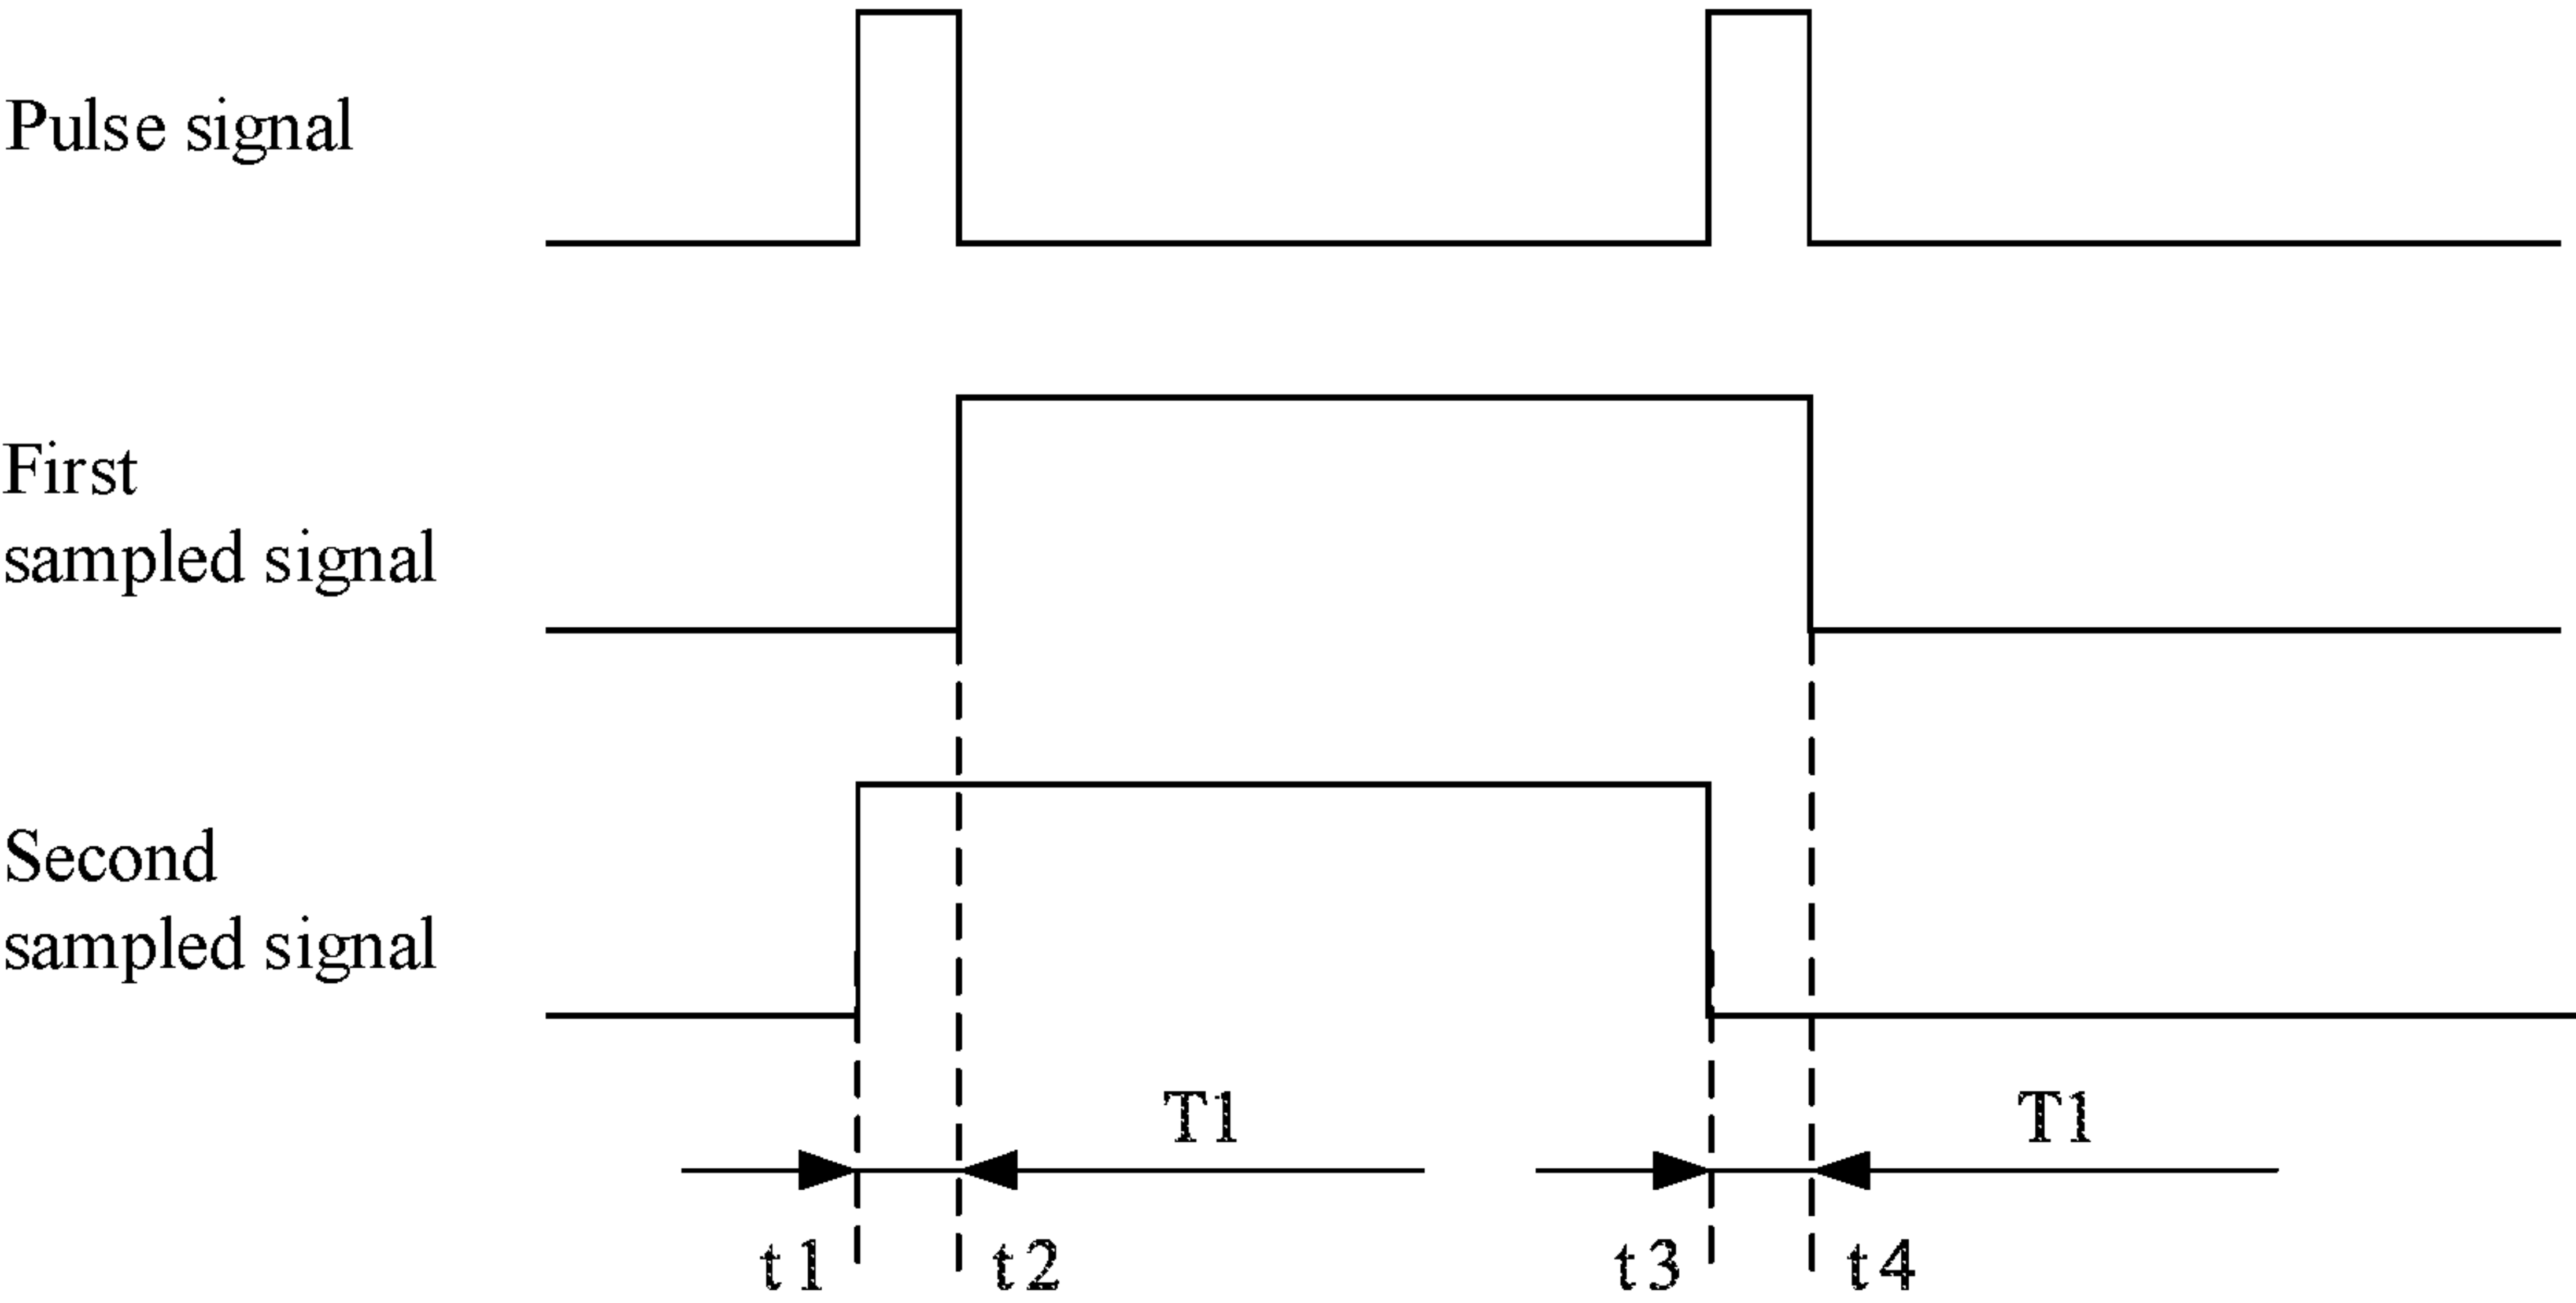 Pulse signal
First
sampled signal
Second
sampled signal
T1 T1
t1 t2 t3 t4